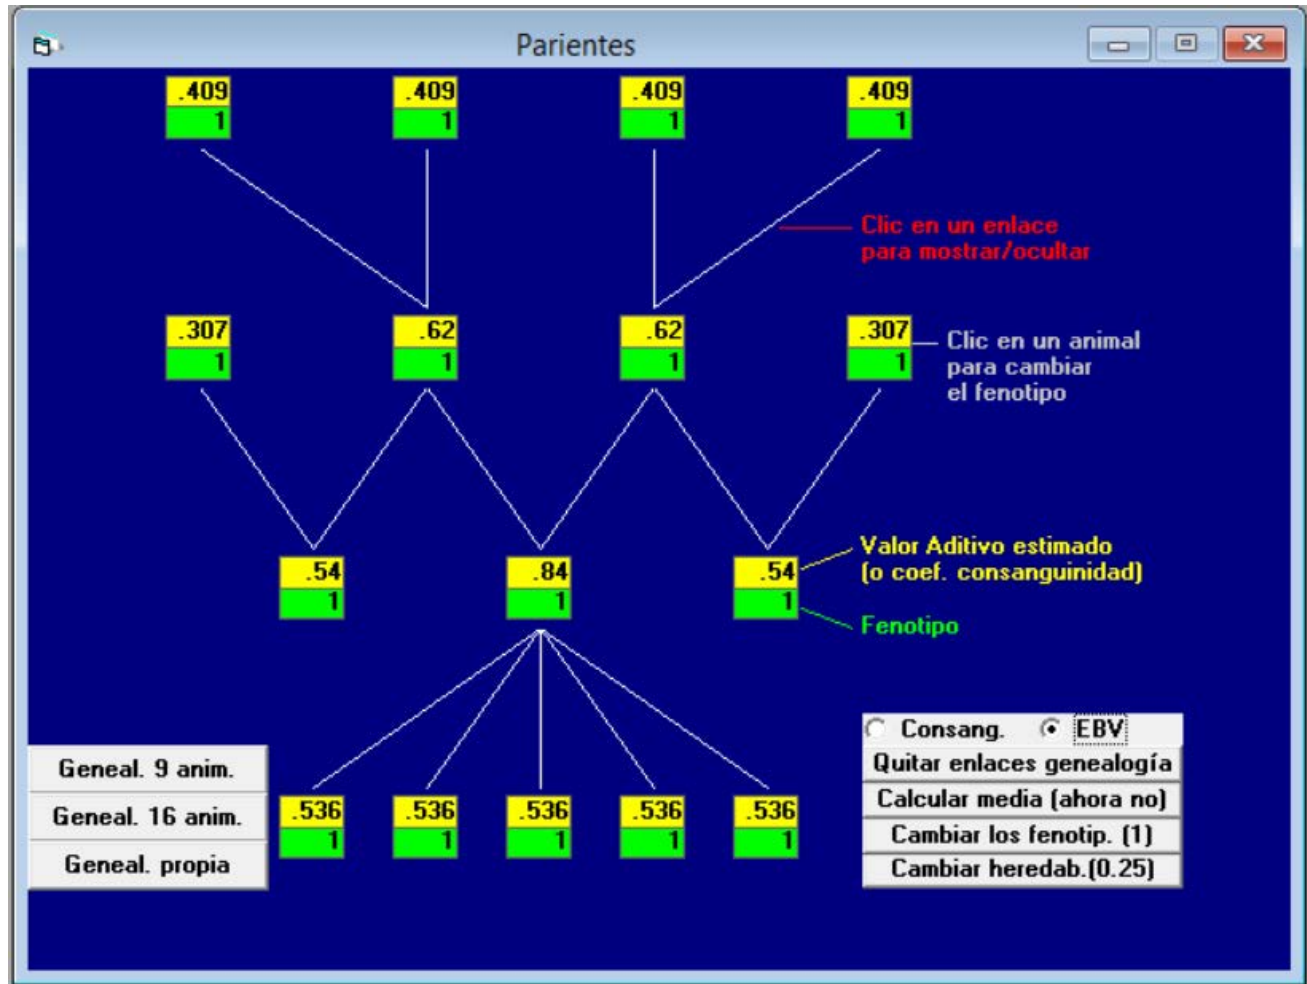 Parientes
.409 .409 .409 .409
1 1 1 1
Clic en un enlace
para mostrar/ocultar
.307 .62 .62 .307
1 1 1 1
Clic en un animal
para cambiar
el fenotipo
.54 .84 .54
1 1 1
Valor Aditivo estimado
(o coef. consanguinidad)
Fenotipo
Consang. EBV
Quitar enlaces genealogía
Calcular media (ahora no)
Cambiar los fenotip. (1)
Cambiar heredab.(0.25)
Geneal. 9 anim.
Geneal. 16 anim.
Geneal. propia
.536 .536 .536 .536 .536
1 1 1 1 1